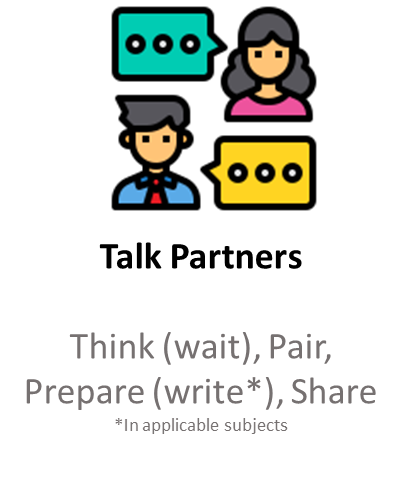 Talk Partners
Think (wait), Pair,
Prepare (write*), Share
*In applicable subjects